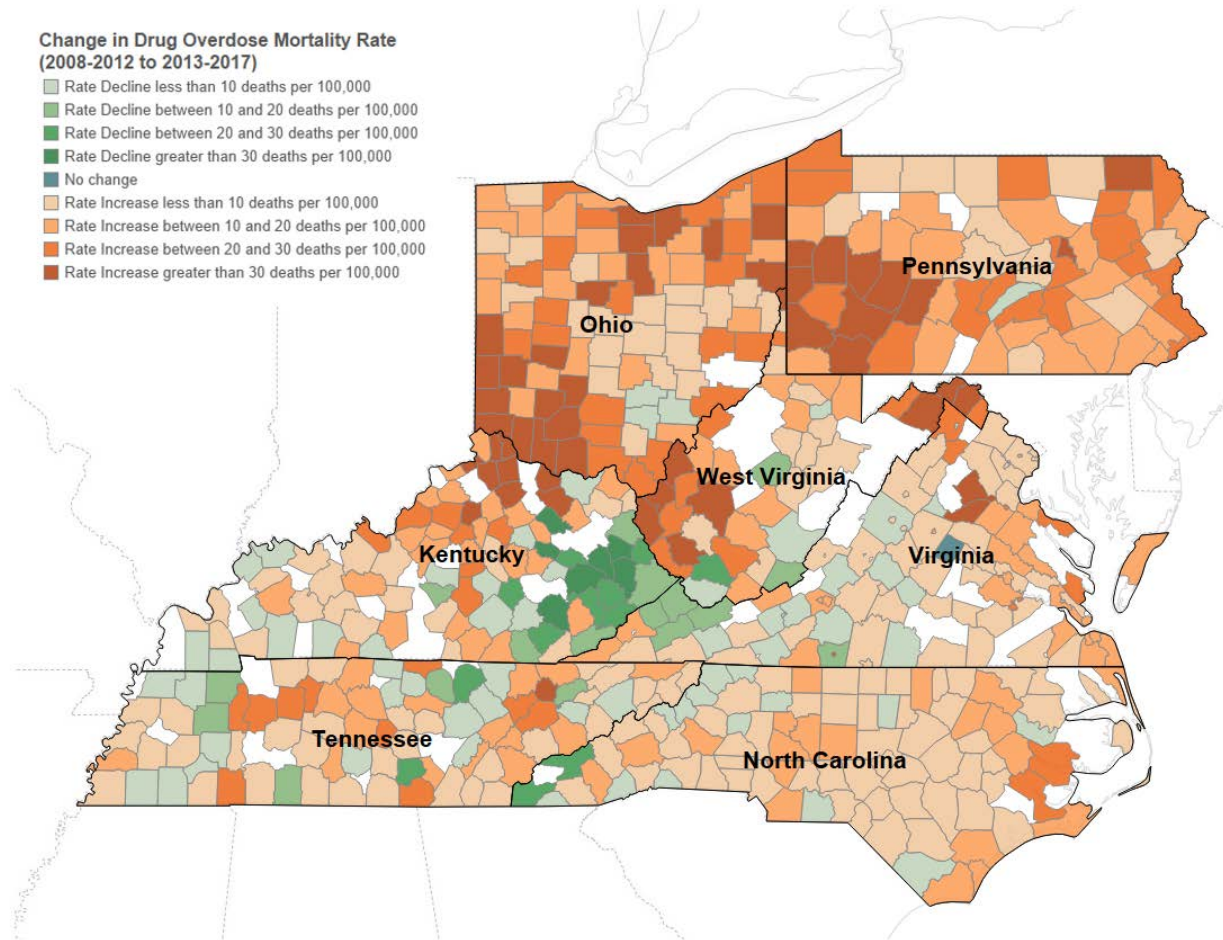 Change in Drug Overdose Mortality Rate
(2008-2012 to 2013-2017)
Rate Decline less than 10 deaths per 100,000
Rate Decline between 10 and 20 deaths per 100,000
Rate Decline between 20 and 30 deaths per 100,000
Rate Decline greater than 30 deaths per 100,000
No change
Rate Increase less than 10 deaths per 100,000
Rate Increase between 10 and 20 deaths per 100,000
Rate Increase between 20 and 30 deaths per 100,000
Rate Increase greater than 30 deaths per 100,000
Pennsylvania
Ohio
West Virginia
Kentucky
Virginia
Tennessee
North Carolina